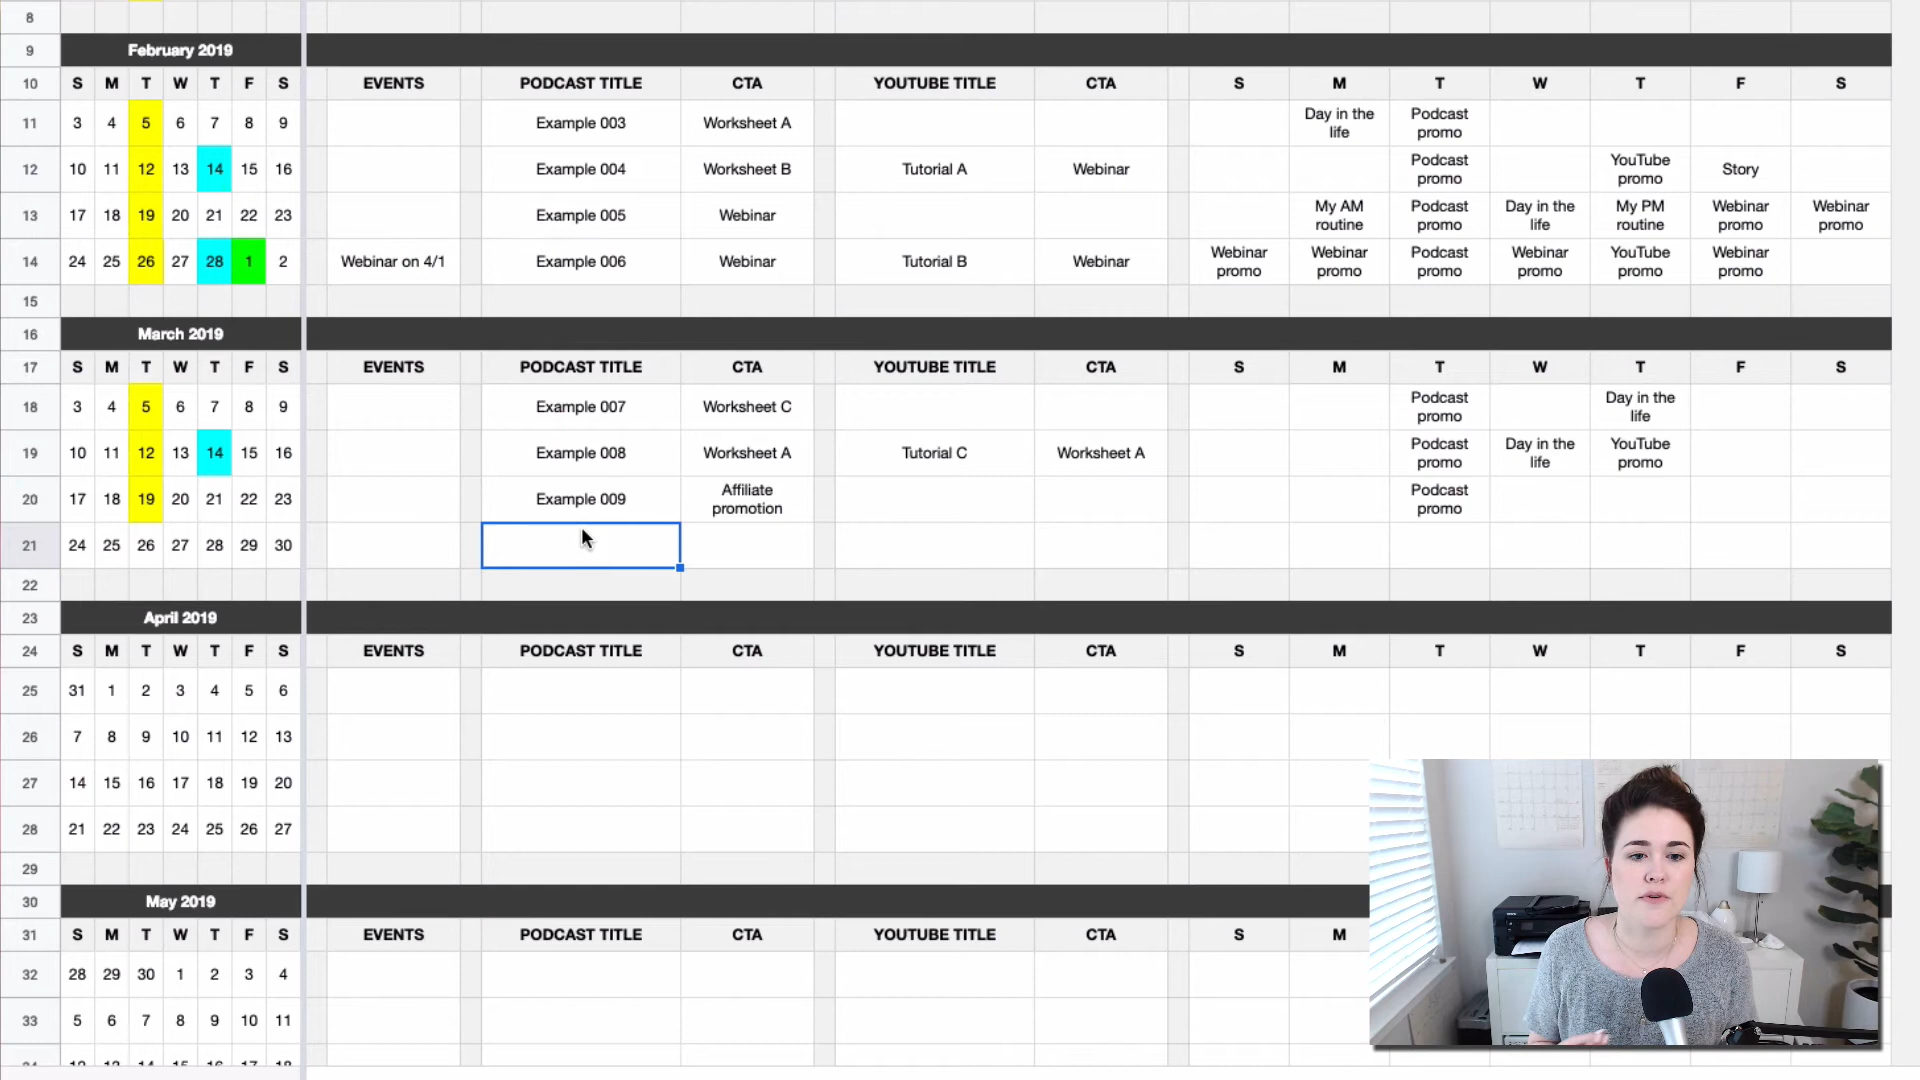 8
9 February 2019
10 S M T W T F S EVENTS PODCAST TITLE CTA YOUTUBE TITLE CTA S M T W T F S
11 3 4 5 6 7 8 9 Example 003 Worksheet A Day in the life Podcast promo
12 10 11 12 13 14 15 16 Example 004 Worksheet B Tutorial A Webinar Podcast promo YouTube promo Story
13 17 18 19 20 21 22 23 Example 005 Webinar My AM routine Podcast promo Day in the life My PM routine Webinar promo Webinar promo
14 24 25 26 27 28 1 2 Webinar on 4/1 Example 006 Webinar Tutorial B Webinar Webinar promo Webinar promo Podcast promo Webinar promo YouTube promo Webinar promo
15
16 March 2019
17 S M T W T F S EVENTS PODCAST TITLE CTA YOUTUBE TITLE CTA S M T W T F S
18 3 4 5 6 7 8 9 Example 007 Worksheet C Podcast promo Day in the life
19 10 11 12 13 14 15 16 Example 008 Worksheet A Tutorial C Worksheet A Podcast promo Day in the life YouTube promo
20 17 18 19 20 21 22 23 Example 009 Affiliate promotion Podcast promo
21 24 25 26 27 28 29 30
22
23 April 2019
24 S M T W T F S EVENTS PODCAST TITLE CTA YOUTUBE TITLE CTA S M T W T F S
25 31 1 2 3 4 5 6
26 7 8 9 10 11 12 13
27 14 15 16 17 18 19 20
28 21 22 23 24 25 26 27
29
30 May 2019
31 S M T W T F S EVENTS PODCAST TITLE CTA YOUTUBE TITLE CTA S M
32 28 29 30 1 2 3 4
33 5 6 7 8 9 10 11